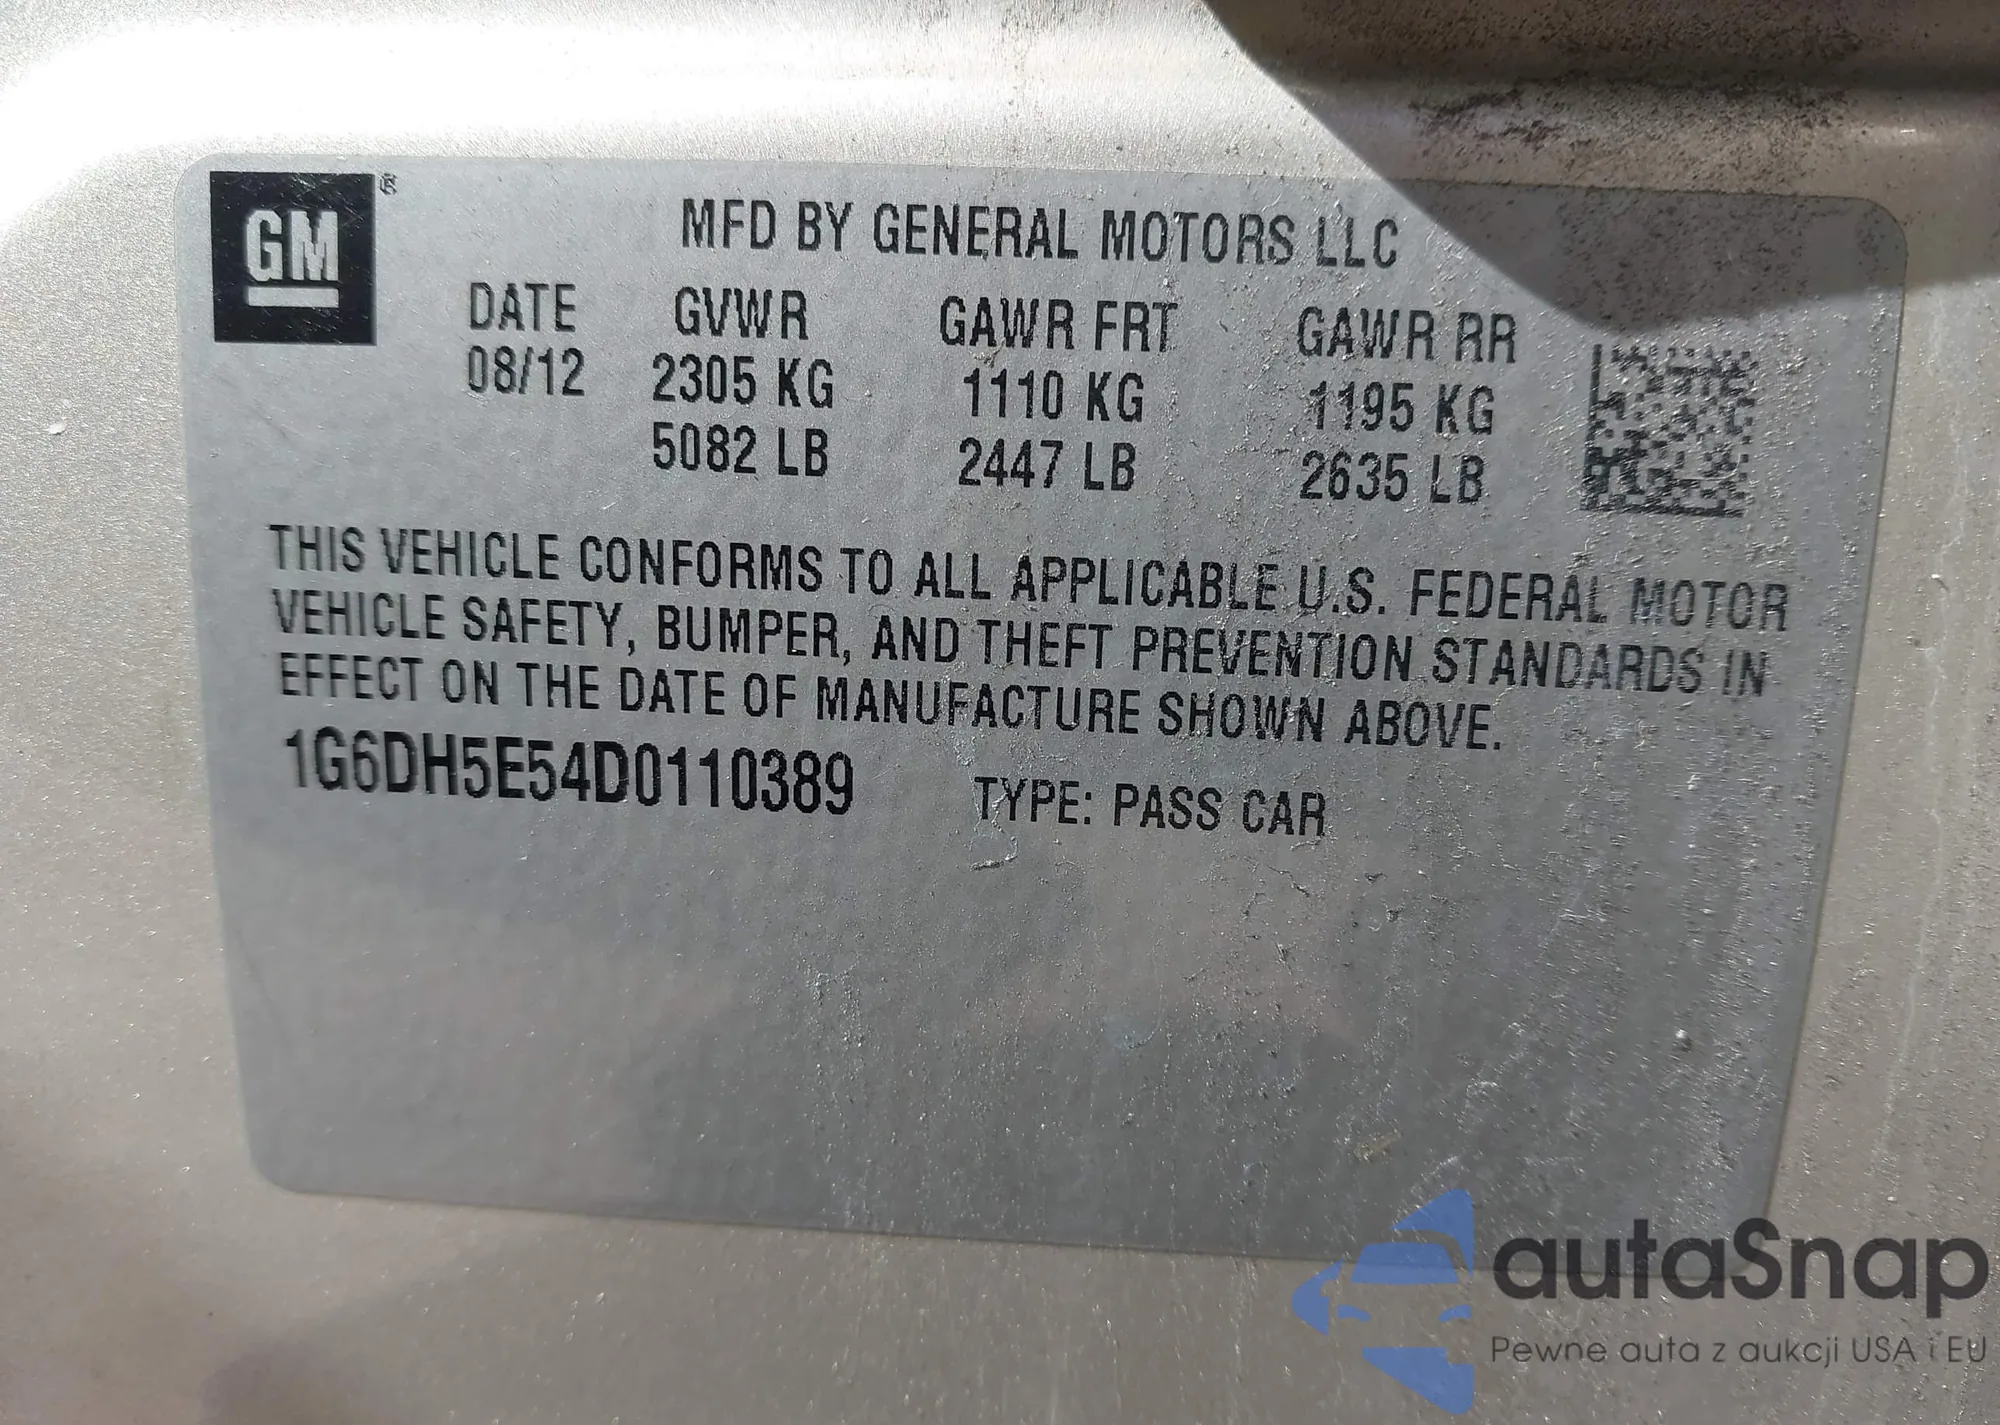 GM ®
MFD BY GENERAL MOTORS LLC
DATE GVWR GAWR FRT GAWR RR
08/12 2305 KG 1110 KG 1195 KG
5082 LB 2447 LB 2635 LB
THIS VEHICLE CONFORMS TO ALL APPLICABLE U.S. FEDERAL MOTOR
VEHICLE SAFETY, BUMPER, AND THEFT PREVENTION STANDARDS IN
EFFECT ON THE DATE OF MANUFACTURE SHOWN ABOVE.
1G6DH5E54D0110389 TYPE: PASS CAR
autaSnap
Pewne auta z aukcji USA i EU